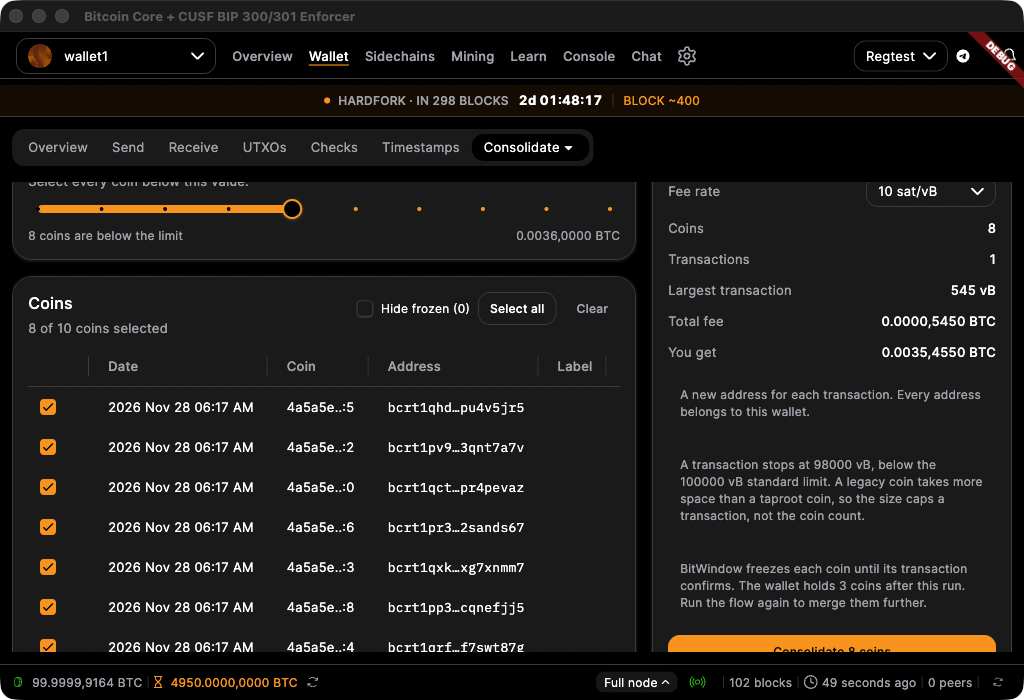 Bitcoin Core + CUSF BIP 300/301 Enforcer
wallet1 Overview Wallet Sidechains Mining Learn Console Chat Regtest DEBUG
HARDFORK · IN 298 BLOCKS 2d 01:48:17 BLOCK ~400
Overview Send Receive UTXOs Checks Timestamps Consolidate
Select every coin below this value.
8 coins are below the limit 0.0036,0000 BTC
Coins
8 of 10 coins selected
Hide frozen (0) Select all Clear
Date Coin Address Label
2026 Nov 28 06:17 AM 4a5a5e..:5 bcrt1qhd…pu4v5jr5
2026 Nov 28 06:17 AM 4a5a5e..:2 bcrt1pv9…3qnt7a7v
2026 Nov 28 06:17 AM 4a5a5e..:0 bcrt1qct…pr4pevaz
2026 Nov 28 06:17 AM 4a5a5e..:6 bcrt1pr3…2sands67
2026 Nov 28 06:17 AM 4a5a5e..:3 bcrt1qxk…xg7xnmm7
2026 Nov 28 06:17 AM 4a5a5e..:8 bcrt1pp3…cqnefjj5
2026 Nov 28 06:17 AM 4a5a5e..:4 bcrt1qrf…f7swt87g
Fee rate 10 sat/vB
Coins 8
Transactions 1
Largest transaction 545 vB
Total fee 0.0000,5450 BTC
You get 0.0035,4550 BTC
A new address for each transaction. Every address
belongs to this wallet.
A transaction stops at 98000 vB, below the
100000 vB standard limit. A legacy coin takes more
space than a taproot coin, so the size caps a
transaction, not the coin count.
BitWindow freezes each coin until its transaction
confirms. The wallet holds 3 coins after this run.
Run the flow again to merge them further.
Consolidate 8 coins
99.9999,9164 BTC 4950.0000,0000 BTC Full node 102 blocks 49 seconds ago 0 peers